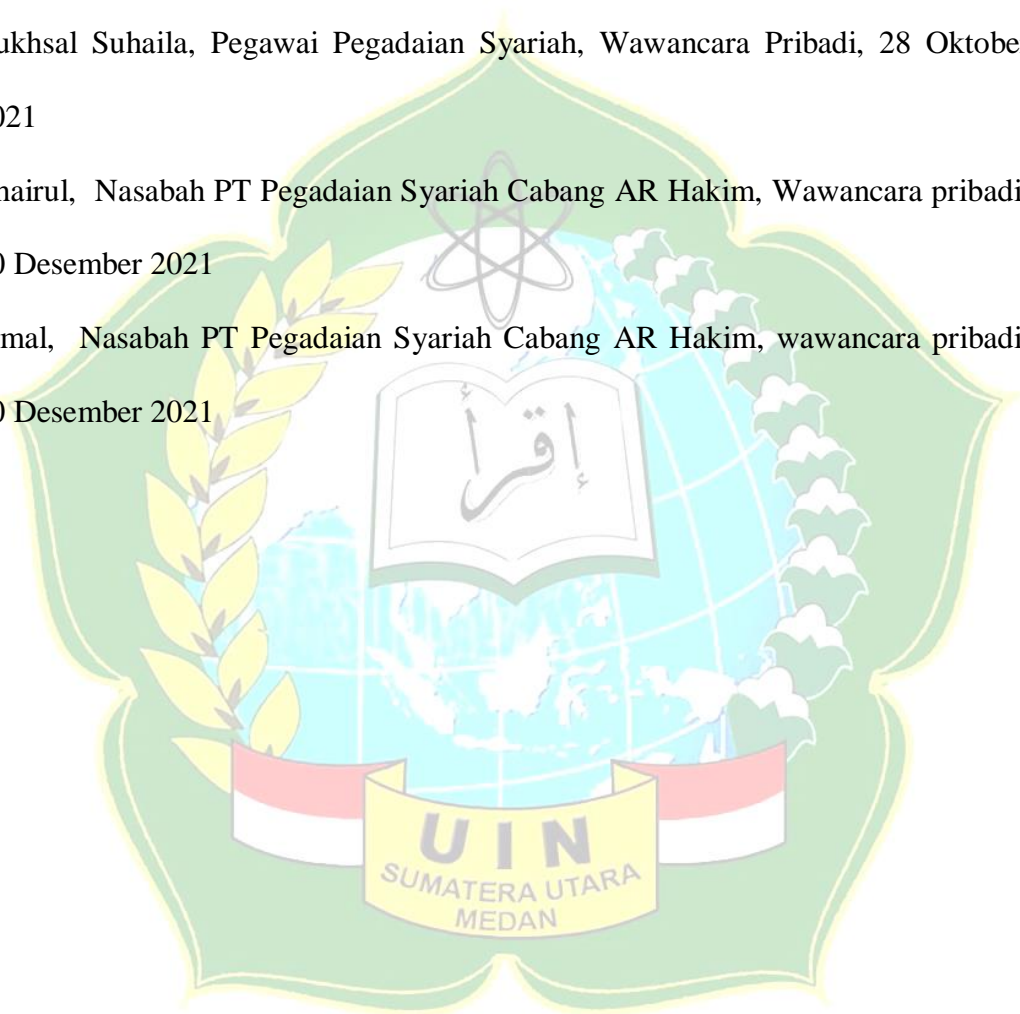 ukhsal Suhaila, Pegawai Pegadaian Syariah, Wawancara Pribadi, 28 Oktober
021
hairul, Nasabah PT Pegadaian Syariah Cabang AR Hakim, Wawancara pribadi
0 Desember 2021
mal, Nasabah PT Pegadaian Syariah Cabang AR Hakim, wawancara pribadi
0 Desember 2021
إقرأ
UIN
SUMATERA UTARA
MEDAN